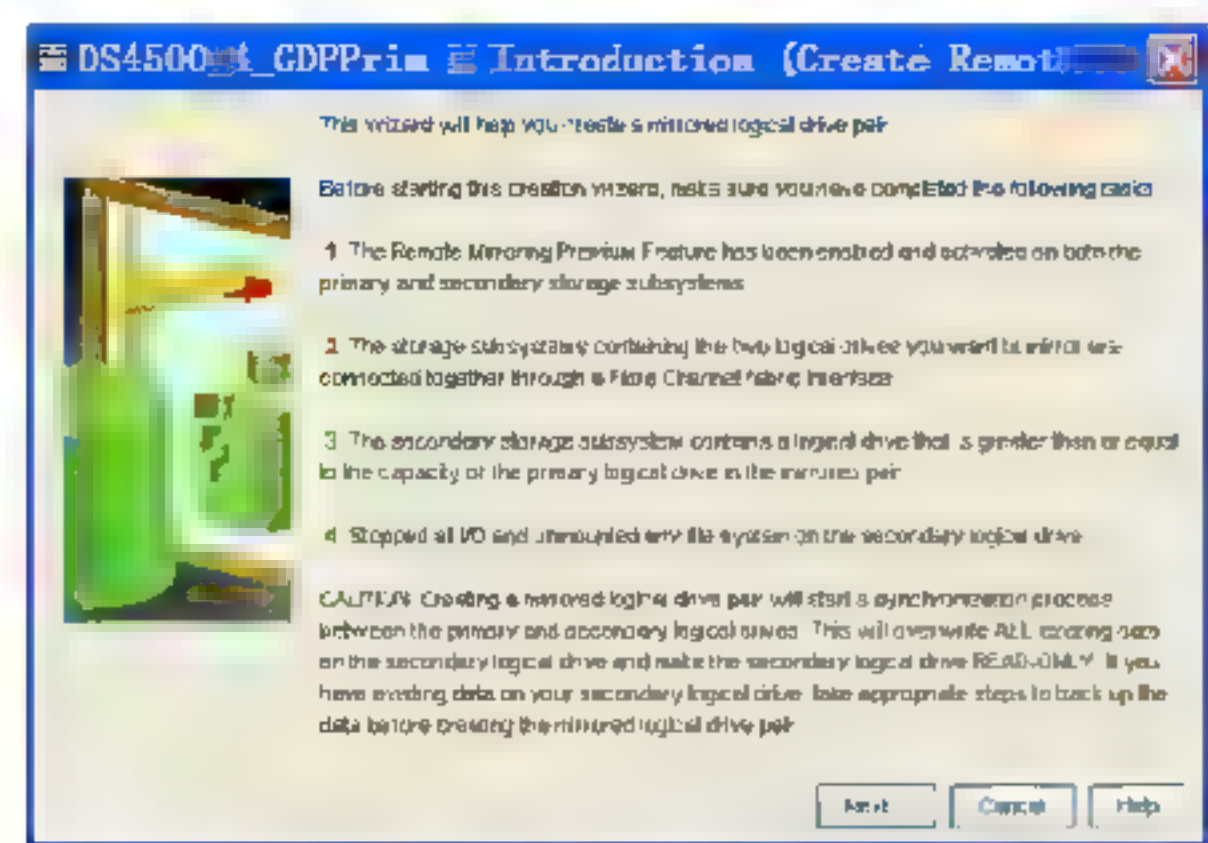 DS4500 _GDPPrim Introduction (Create Remot
This wizard will help you create a mirrored logical drive pair
Before starting this creation wizard, make sure you have completed the following tasks
1 The Remote Mirroring Premium Feature has been enabled and activated on both the
primary and secondary storage subsystems
2 The storage subsystems containing the two logical drives you want to mirror are
connected together through a Fibre Channel fabric interface
3 The secondary storage subsystem contains a logical drive that is greater than or equal
to the capacity of the primary logical drive in the mirrored pair
4 Stopped all I/O and unmounted any file system on the secondary logical drive
CAUTION Creating a mirrored logical drive pair will start a synchronization process
between the primary and secondary logical drives. This will overwrite ALL existing data
on the secondary logical drive and make the secondary logical drive READ-ONLY. If you
have existing data on your secondary logical drive take appropriate steps to back up the
data before creating the mirrored logical drive pair
Next Cancel Help